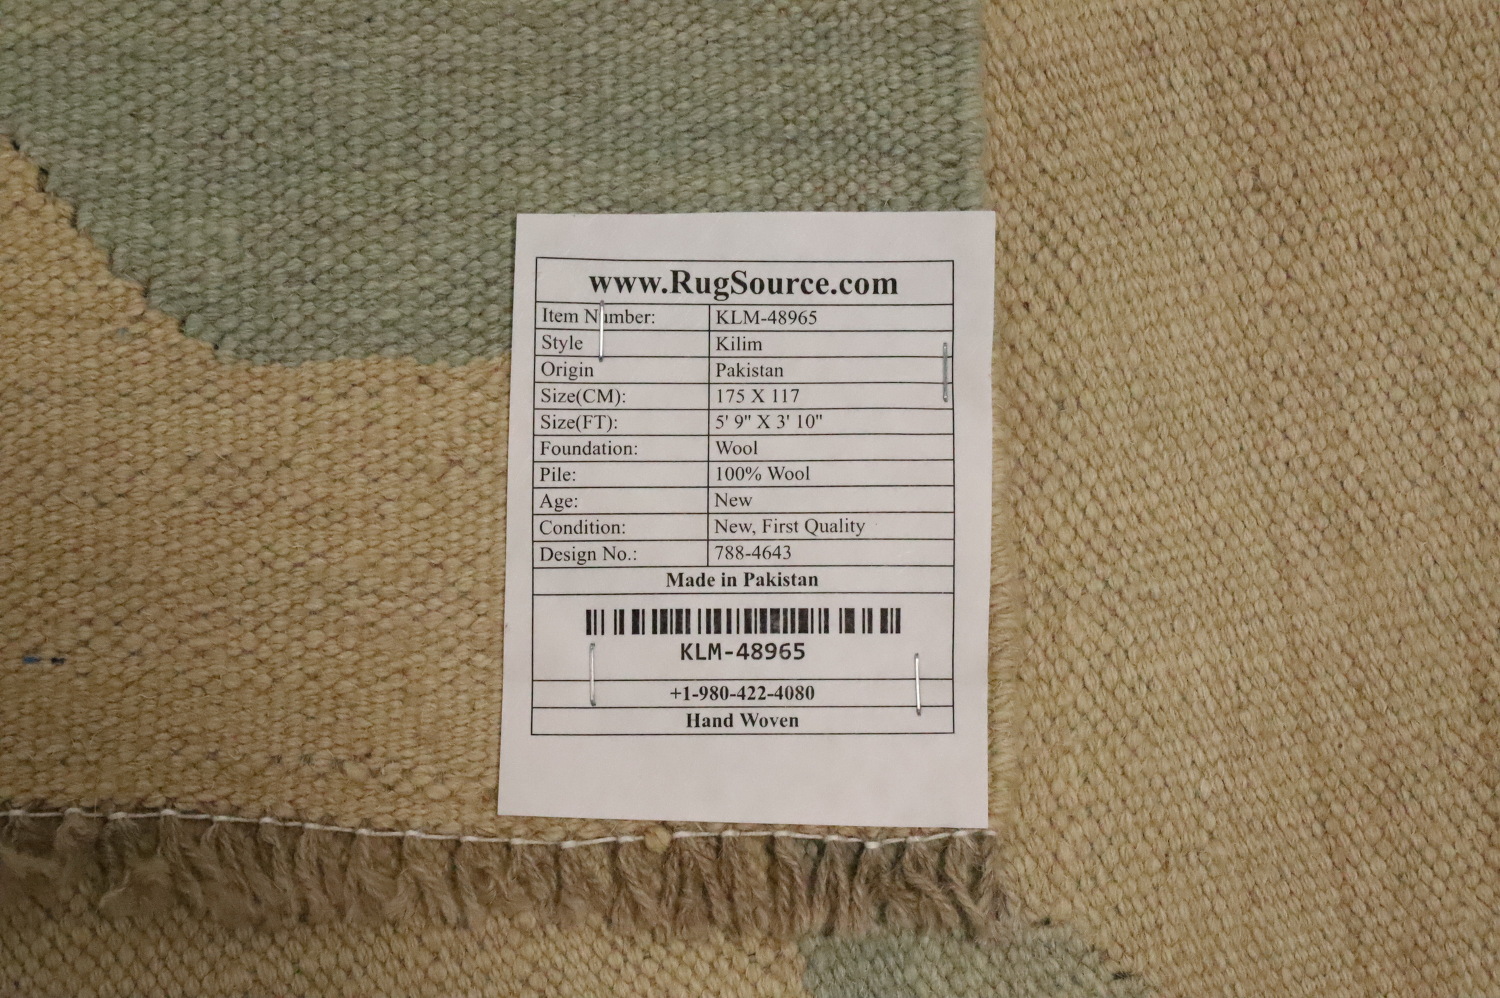 www.RugSource.com
Item Number: KLM-48965
Style Kilim
Origin Pakistan
Size(CM): 175 X 117
Size(FT): 5' 9" X 3' 10"
Foundation: Wool
Pile: 100% Wool
Age: New
Condition: New, First Quality
Design No.: 788-4643
Made in Pakistan
KLM-48965
+1-980-422-4080
Hand Woven